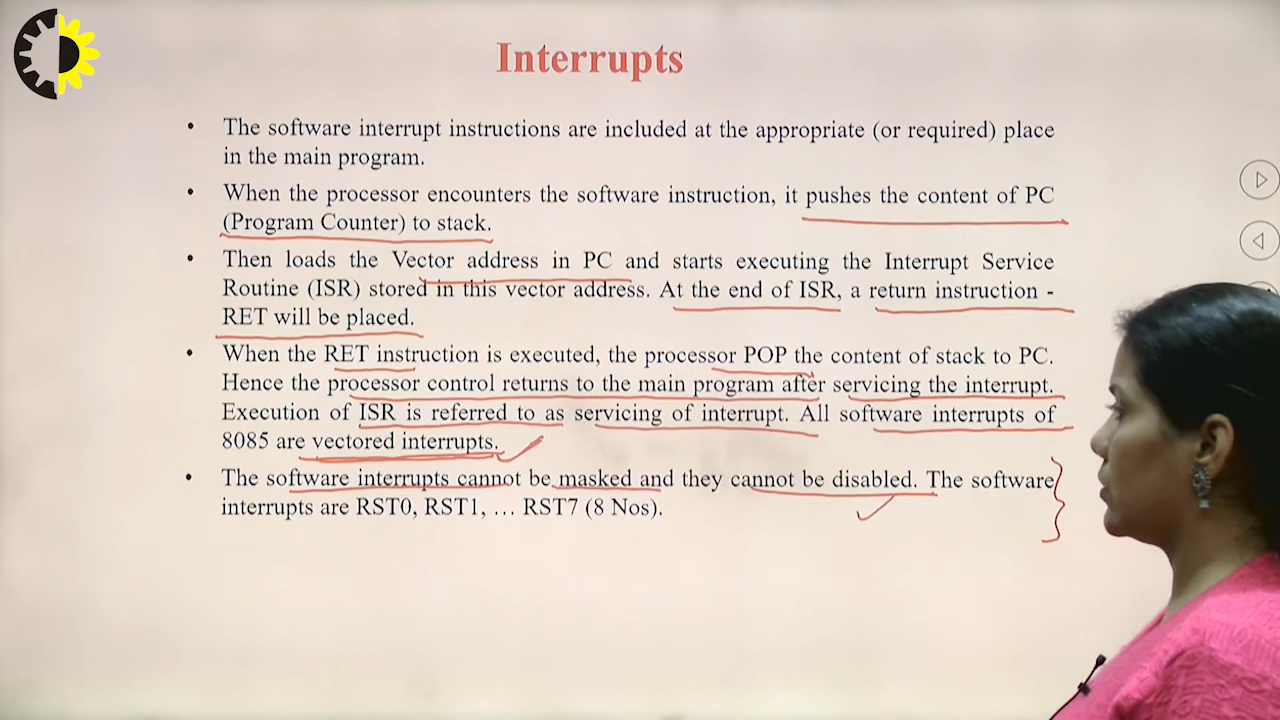 Interrupts
• The software interrupt instructions are included at the appropriate (or required) place
in the main program.
• When the processor encounters the software instruction, it pushes the content of PC
(Program Counter) to stack.
• Then loads the Vector address in PC and starts executing the Interrupt Service
Routine (ISR) stored in this vector address. At the end of ISR, a return instruction -
RET will be placed.
• When the RET instruction is executed, the processor POP the content of stack to PC.
Hence the processor control returns to the main program after servicing the interrupt.
Execution of ISR is referred to as servicing of interrupt. All software interrupts of
8085 are vectored interrupts.
• The software interrupts cannot be masked and they cannot be disabled. The software
interrupts are RST0, RST1, … RST7 (8 Nos).